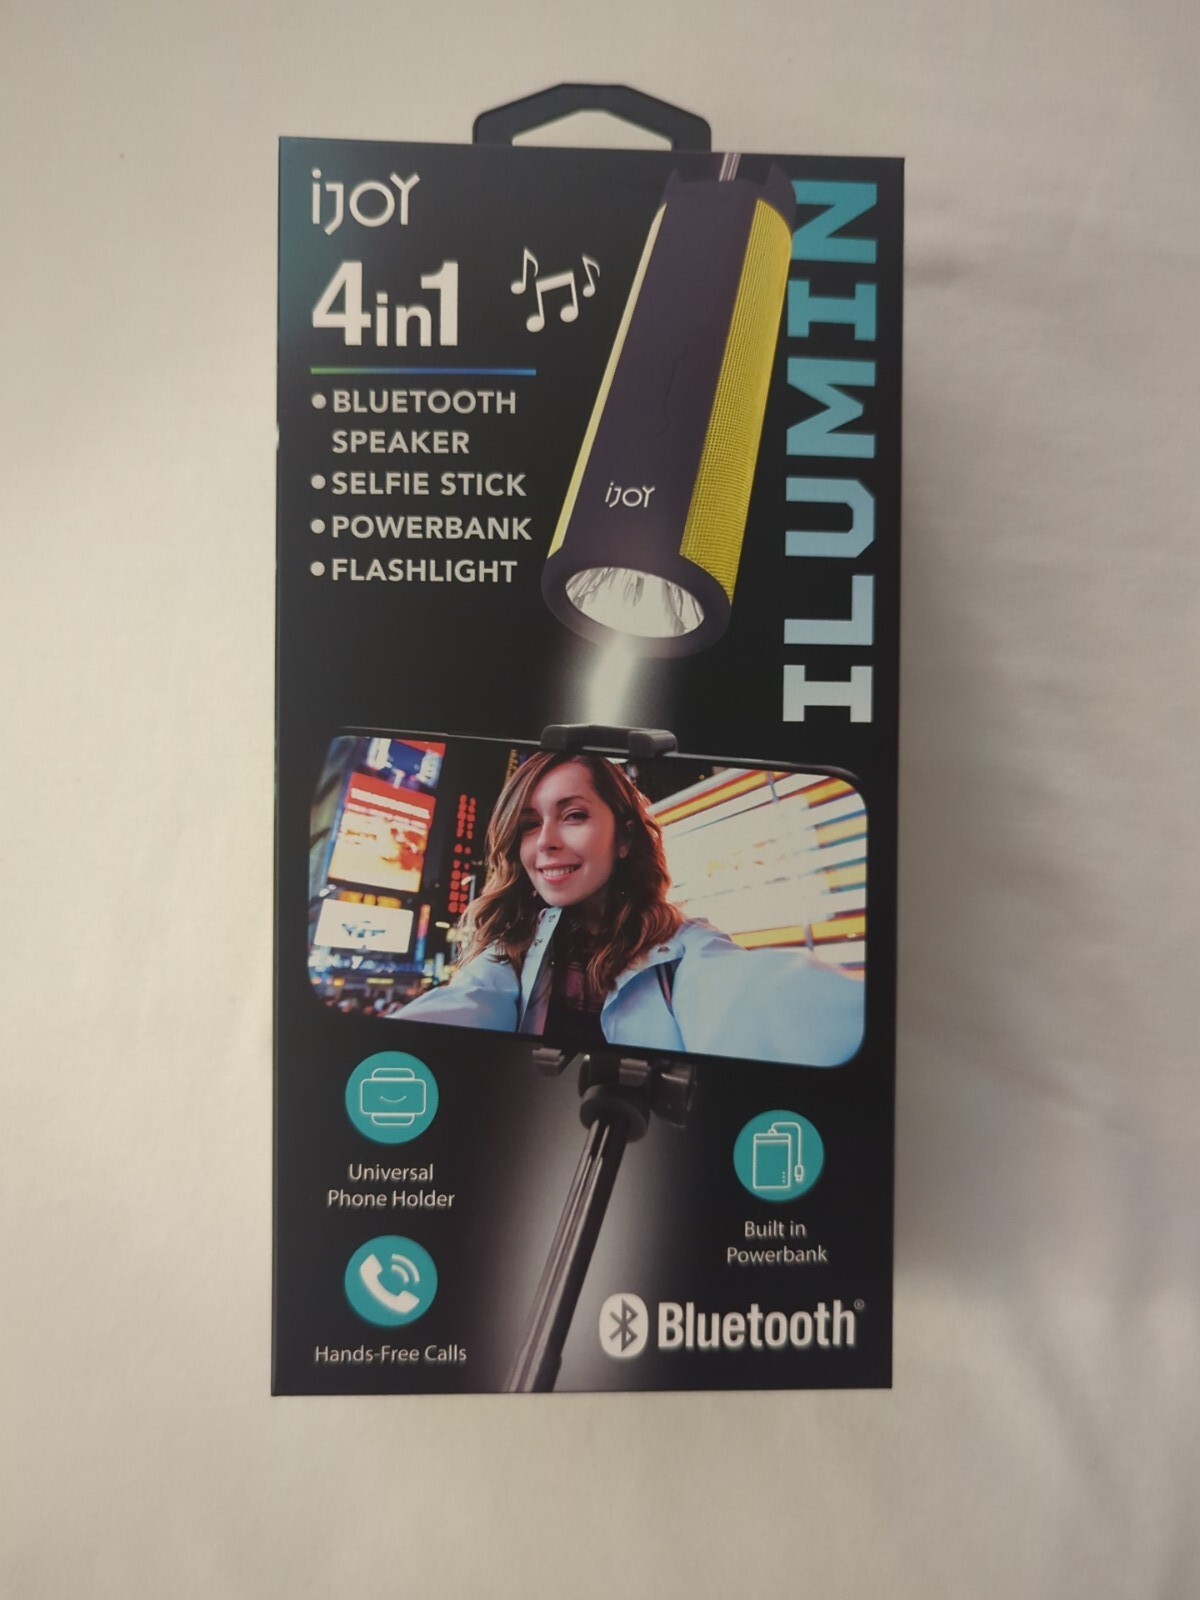 iJOY
4in1
• BLUETOOTH
SPEAKER
• SELFIE STICK
• POWERBANK
• FLASHLIGHT
iJOY
ILUMIN
Universal
Phone Holder
Hands-Free Calls
Built in
Powerbank
Bluetooth®